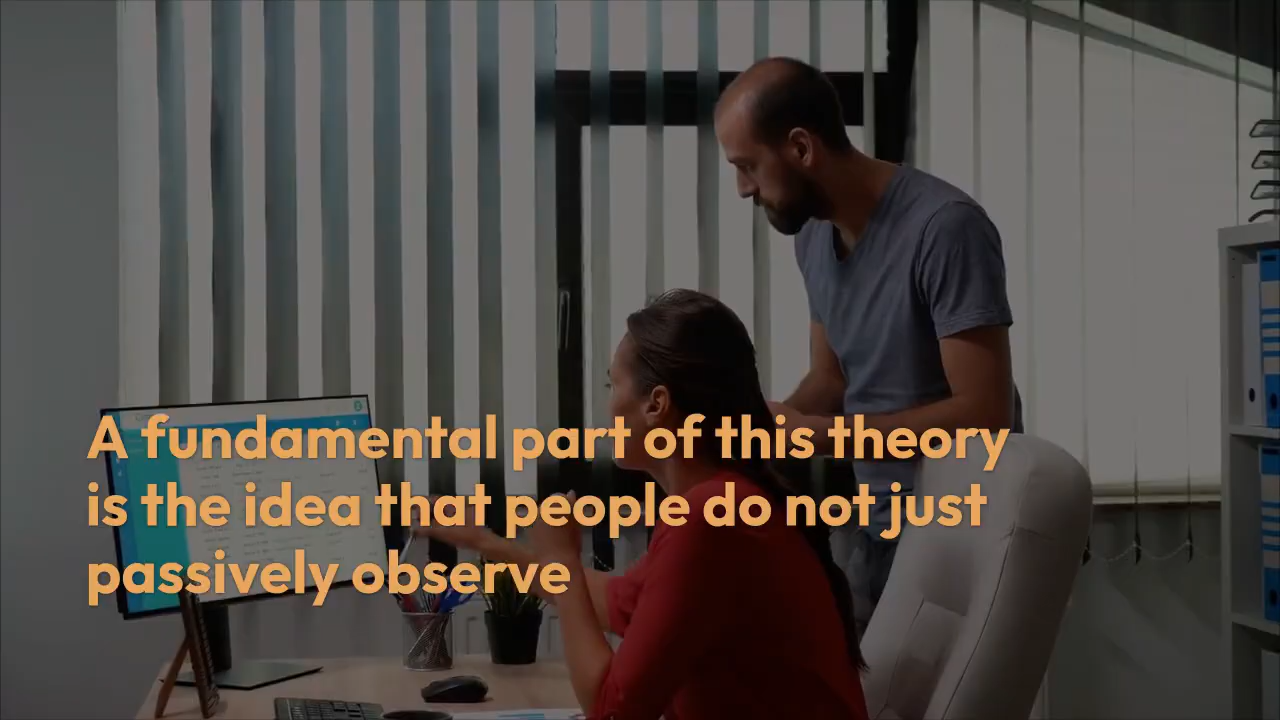 A fundamental part of this theory
is the idea that people do not just
passively observe